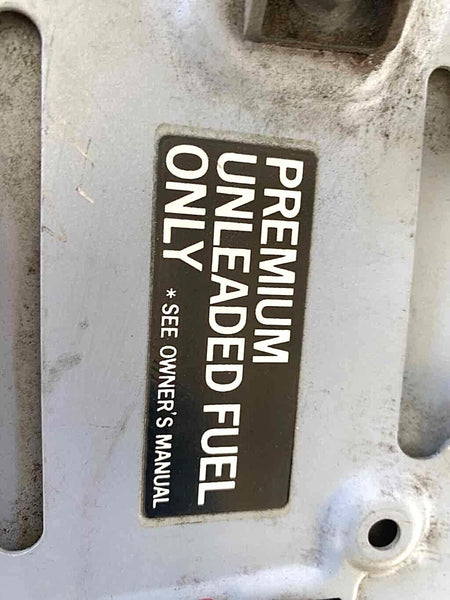 PREMIUM
UNLEADED FUEL
ONLY *SEE OWNER'S MANUAL